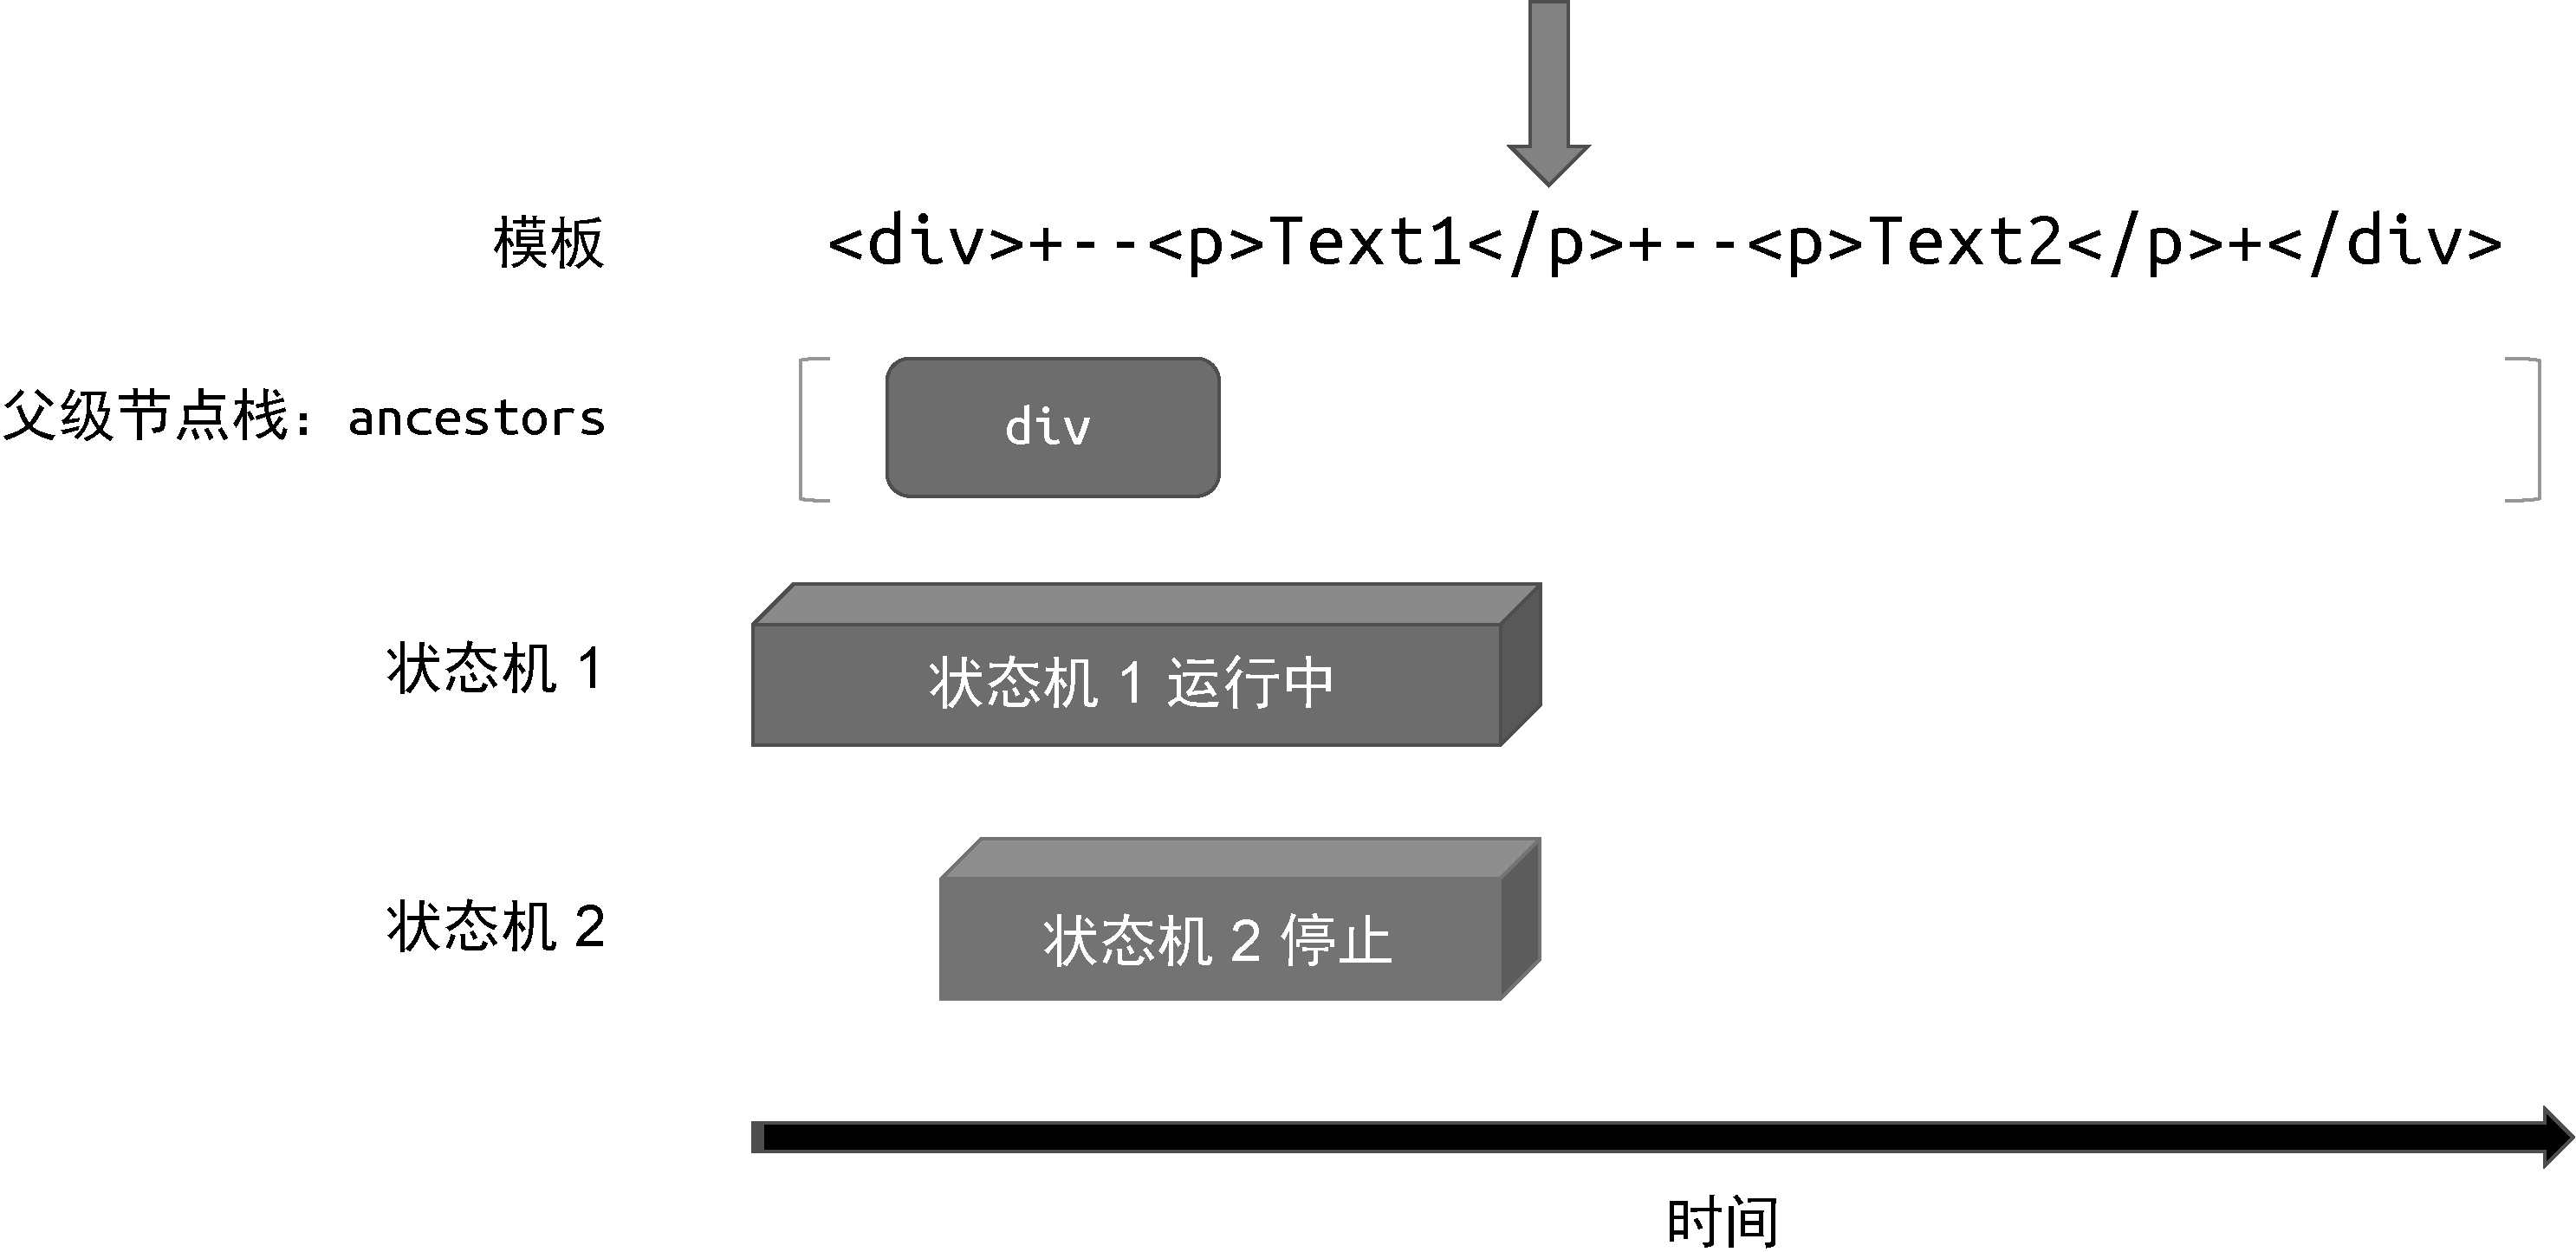 模板 <div>+--<p>Text1</p>+--<p>Text2</p>+</div>
父级节点栈：ancestors
div
状态机 1
状态机 1 运行中
状态机 2
状态机 2 停止
时间